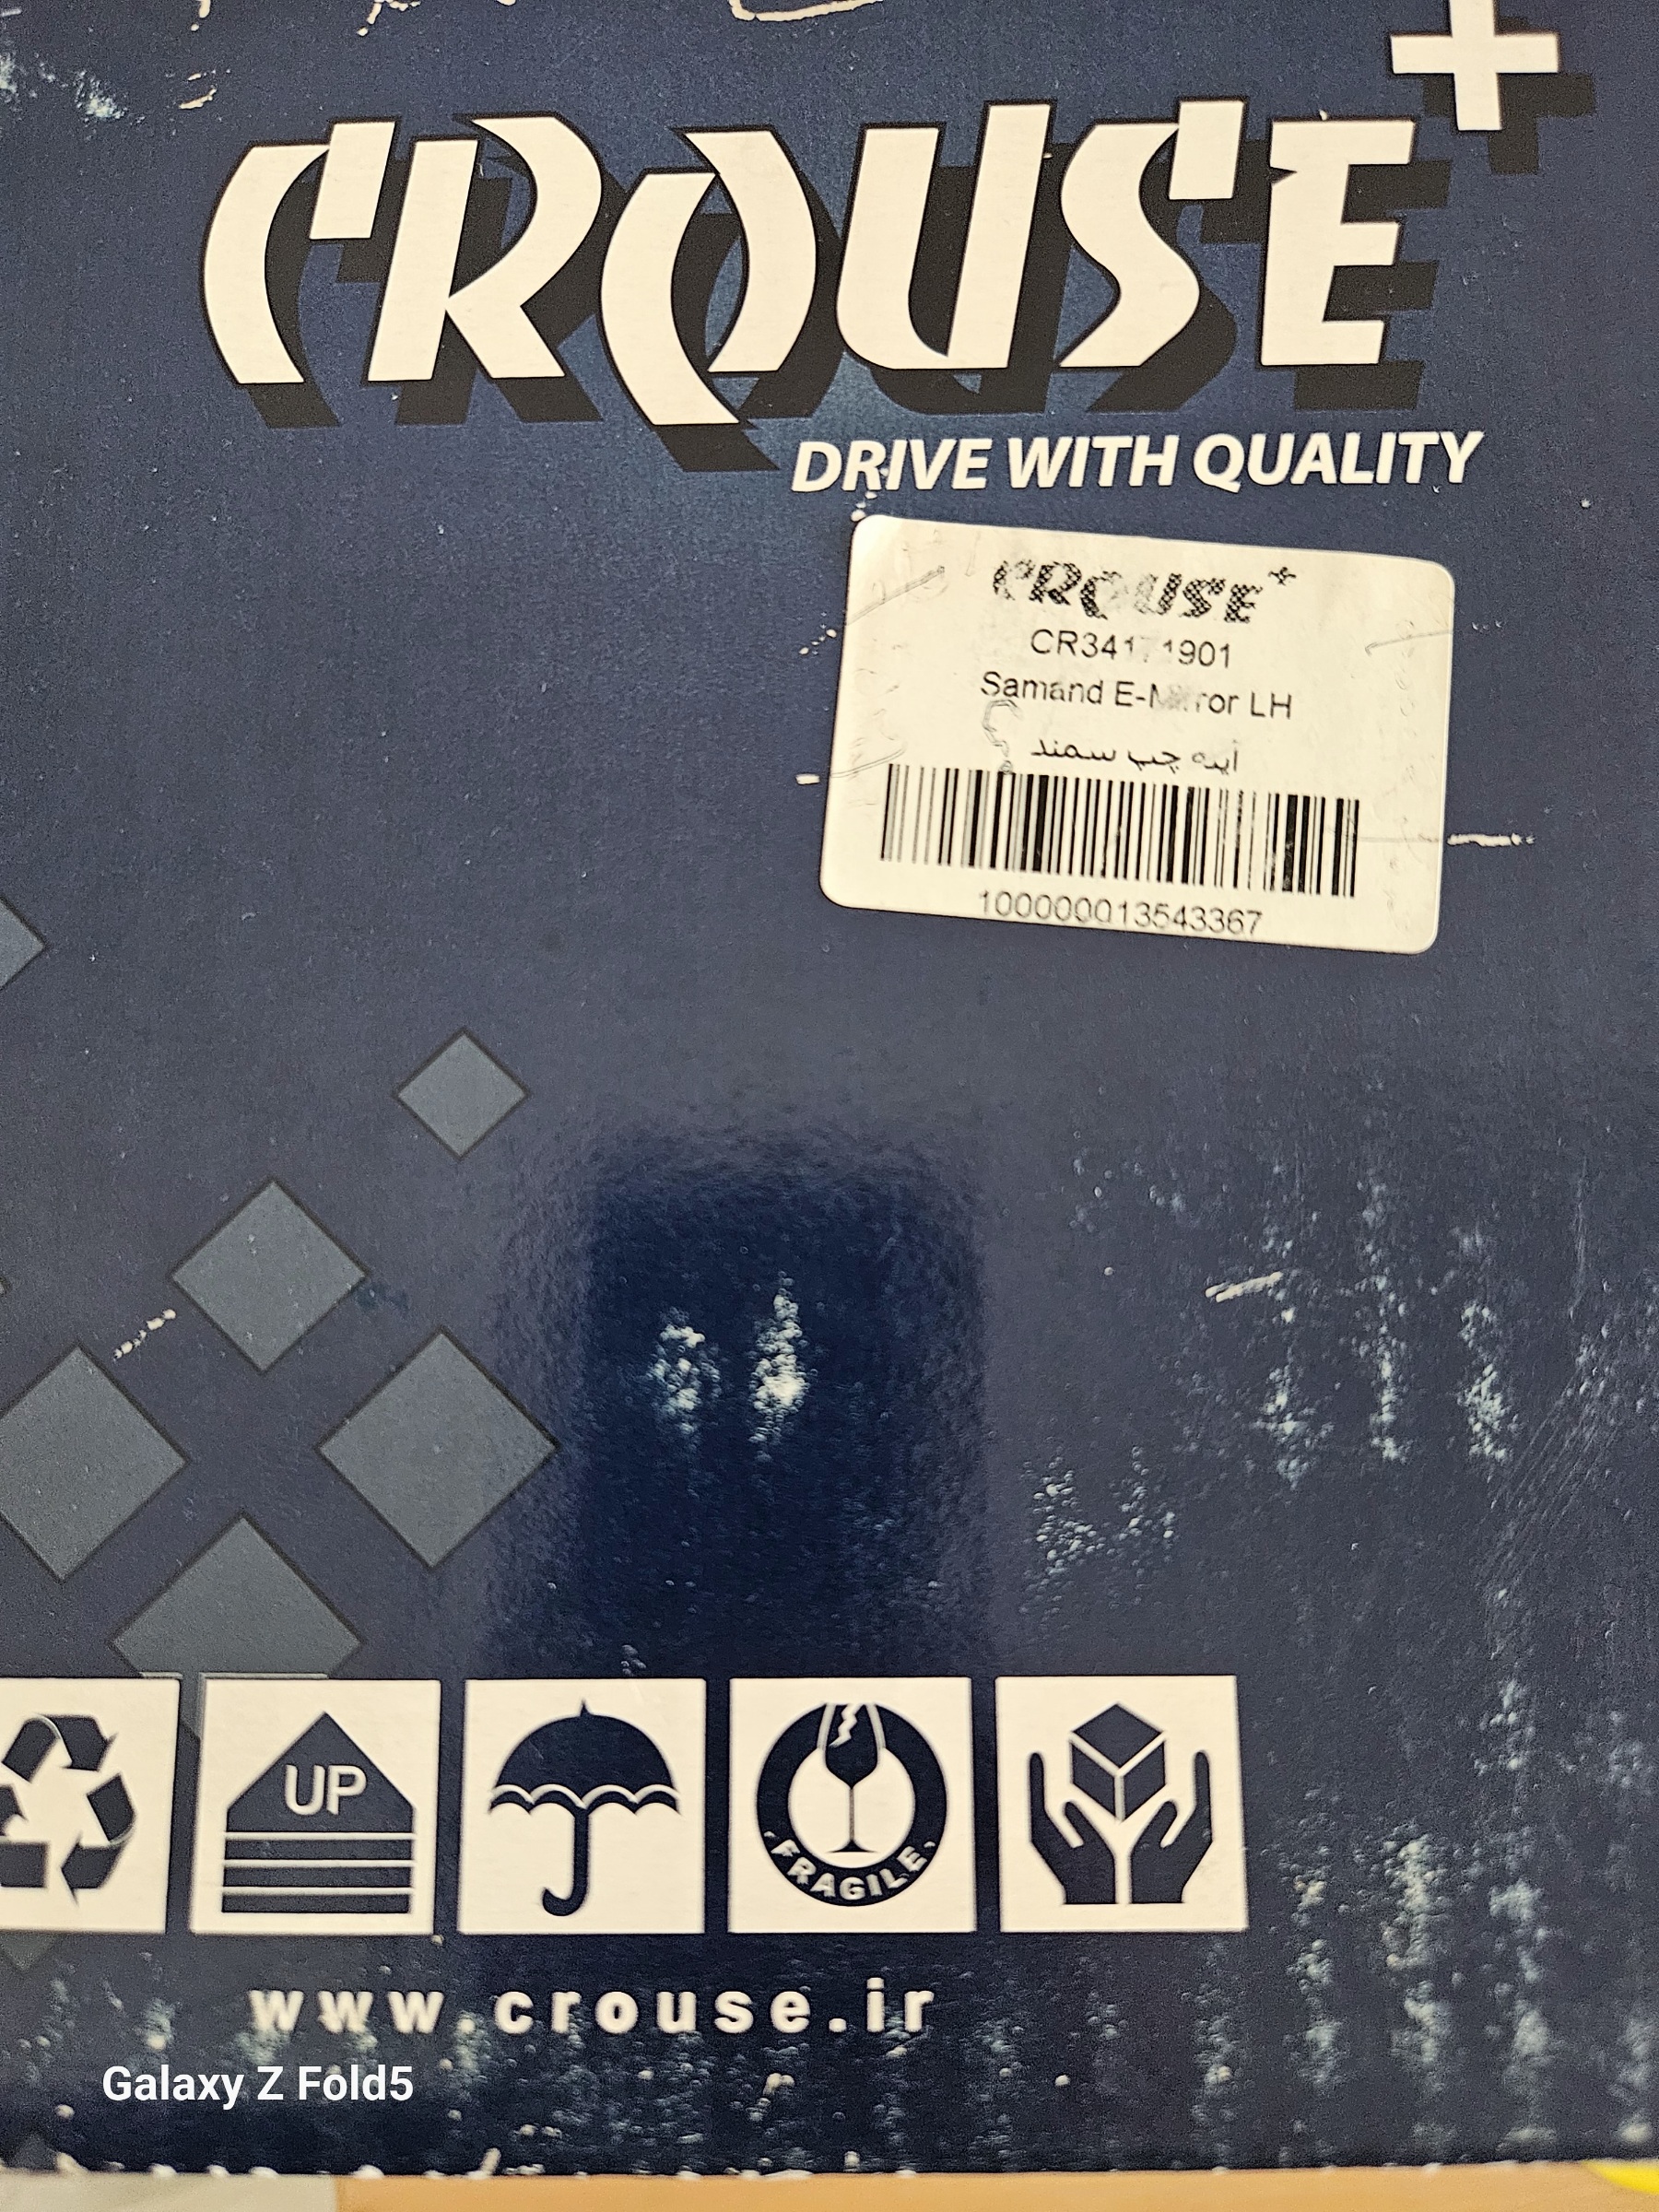 CROUSE+
DRIVE WITH QUALITY
CROUSE+
Samand E-Mirror LH
آینه چپ سمند
100000013543367
UP
FRAGILE
www.crouse.ir
Galaxy Z Fold5